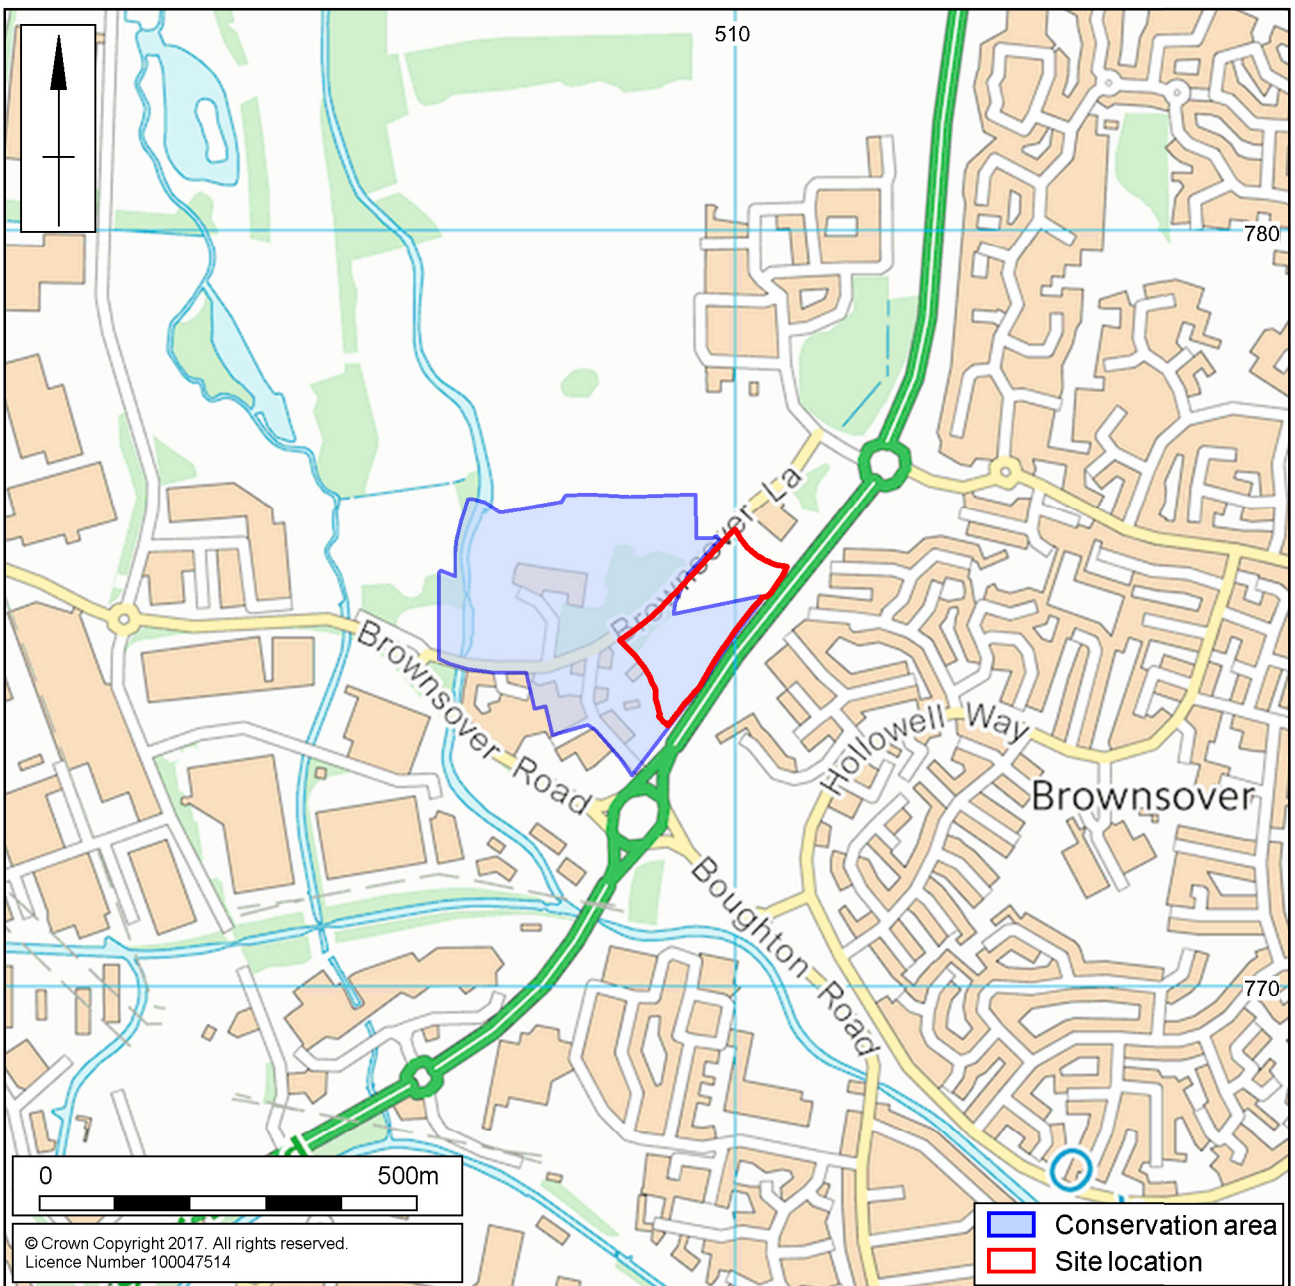 510
780
Brownsover La
Brownsover Road
Hollowell Way
Brownsover
Boughton Road
770
0 500m
© Crown Copyright 2017. All rights reserved.
Licence Number 100047514
Conservation area
Site location